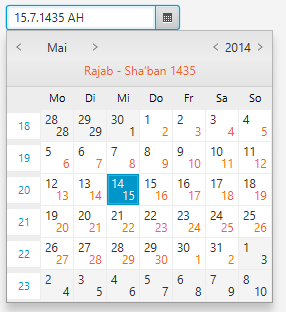 15.7.1435 AH
< Mai > < 2014 >
Rajab - Shaʻban 1435
Mo Di Mi Do Fr Sa So
18 28 28 29 29 30 1 1 2 2 3 3 4 4 5
19 5 6 6 7 7 8 8 9 9 10 10 11 11 12
20 12 13 13 14 14 15 15 16 16 17 17 18 18 19
21 19 20 20 21 21 22 22 23 23 24 24 25 25 26
22 26 27 27 28 28 29 29 30 30 1 31 2 1 3
23 2 4 3 5 4 6 5 7 6 8 7 9 8 10